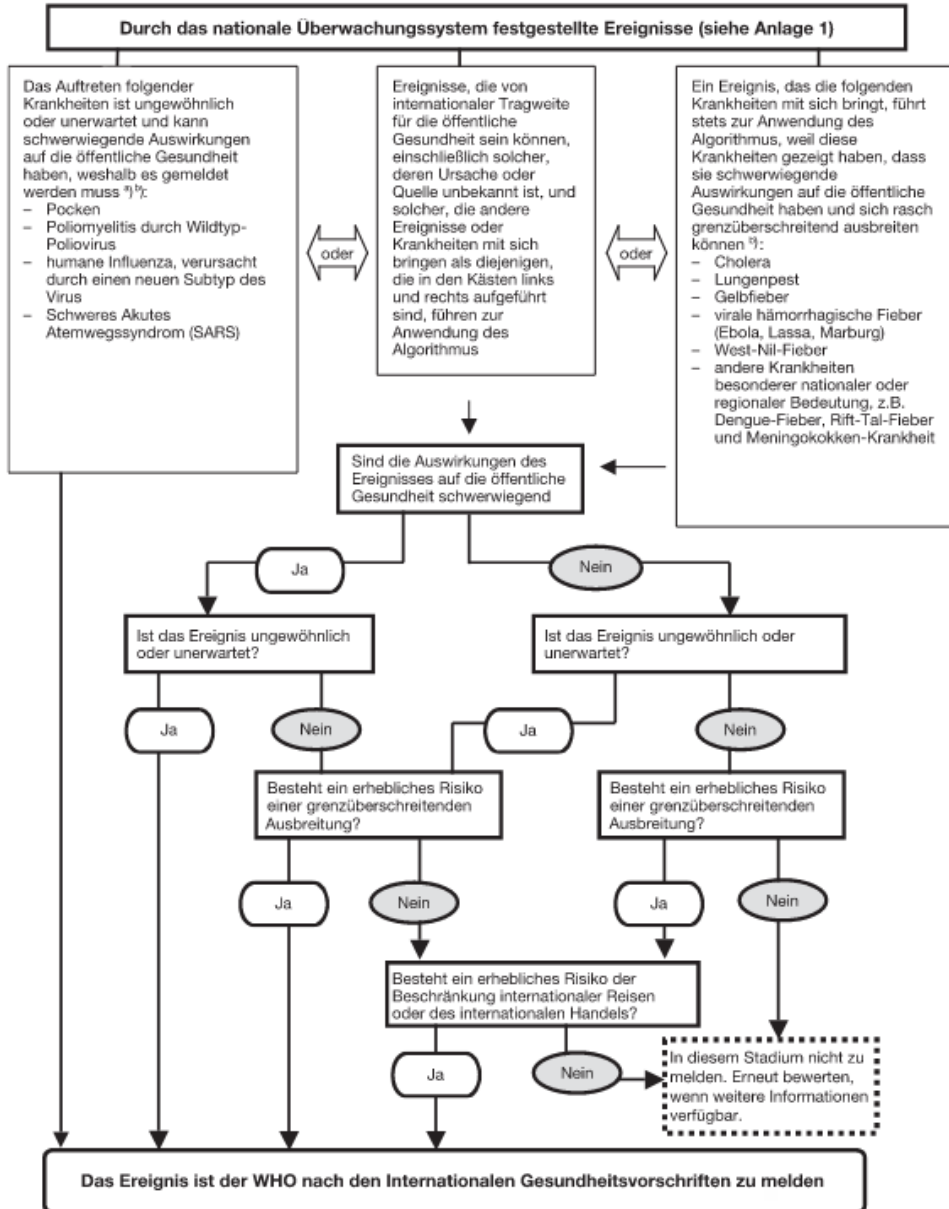 Durch das nationale Überwachungssystem festgestellte Ereignisse (siehe Anlage 1)
Das Auftreten folgender
Krankheiten ist ungewöhnlich
oder unerwartet und kann
schwerwiegende Auswirkungen
auf die öffentliche Gesundheit
haben, weshalb es gemeldet
werden muss a) b):
– Pocken
– Poliomyelitis durch Wildtyp-
Poliovirus
– humane Influenza, verursacht
durch einen neuen Subtyp des
Virus
– Schweres Akutes
Atemwegssyndrom (SARS)
oder
Ereignisse, die von
internationaler Tragweite
für die öffentliche
Gesundheit sein können,
einschließlich solcher,
deren Ursache oder
Quelle unbekannt ist, und
solcher, die andere
Ereignisse oder
Krankheiten mit sich
bringen als diejenigen,
die in den Kästen links
und rechts aufgeführt
sind, führen zur
Anwendung des
Algorithmus
oder
Ein Ereignis, das die folgenden
Krankheiten mit sich bringt, führt
stets zur Anwendung des
Algorithmus, weil diese
Krankheiten gezeigt haben, dass
sie schwerwiegende
Auswirkungen auf die öffentliche
Gesundheit haben und sich rasch
grenzüberschreitend ausbreiten
können :
– Cholera
– Lungenpest
– Gelbfieber
– virale hämorrhagische Fieber
(Ebola, Lassa, Marburg)
– West-Nil-Fieber
– andere Krankheiten
besonderer nationaler oder
regionaler Bedeutung, z.B.
Dengue-Fieber, Rift-Tal-Fieber
und Meningokokken-Krankheit
Sind die Auswirkungen des
Ereignisses auf die öffentliche
Gesundheit schwerwiegend
Ja
Nein
Ist das Ereignis ungewöhnlich
oder unerwartet?
Ist das Ereignis ungewöhnlich oder
unerwartet?
Ja
Nein
Ja
Nein
Besteht ein erhebliches Risiko
einer grenzüberschreitenden
Ausbreitung?
Besteht ein erhebliches Risiko
einer grenzüberschreitenden
Ausbreitung?
Ja
Nein
Ja
Nein
Besteht ein erhebliches Risiko der
Beschränkung internationaler Reisen
oder des internationalen Handels?
Ja
Nein
In diesem Stadium nicht zu
melden. Erneut bewerten,
wenn weitere Informationen
verfügbar.
Das Ereignis ist der WHO nach den Internationalen Gesundheitsvorschriften zu melden